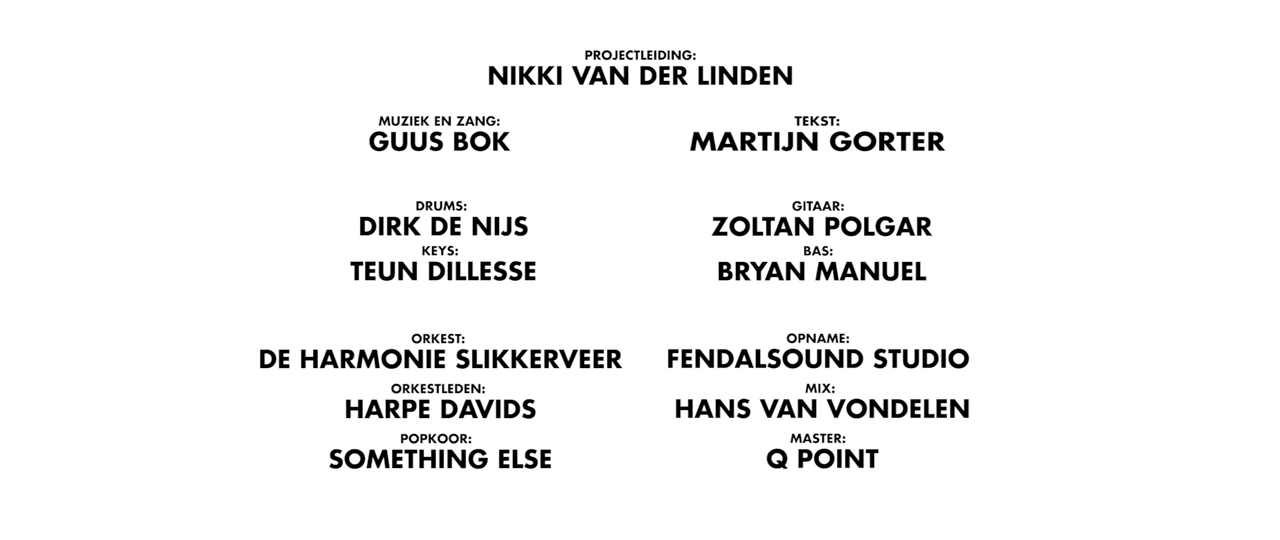 PROJECTLEIDING:
NIKKI VAN DER LINDEN
MUZIEK EN ZANG:
GUUS BOK
TEKST:
MARTIJN GORTER
DRUMS:
DIRK DE NIJS
GITAAR:
ZOLTAN POLGAR
KEYS:
TEUN DILLESSE
BAS:
BRYAN MANUEL
ORKEST:
DE HARMONIE SLIKKERVEER
OPNAME:
FENDALSOUND STUDIO
ORKESTLEDEN:
HARPE DAVIDS
MIX:
HANS VAN VONDELEN
POPKOOR:
SOMETHING ELSE
MASTER:
Q POINT